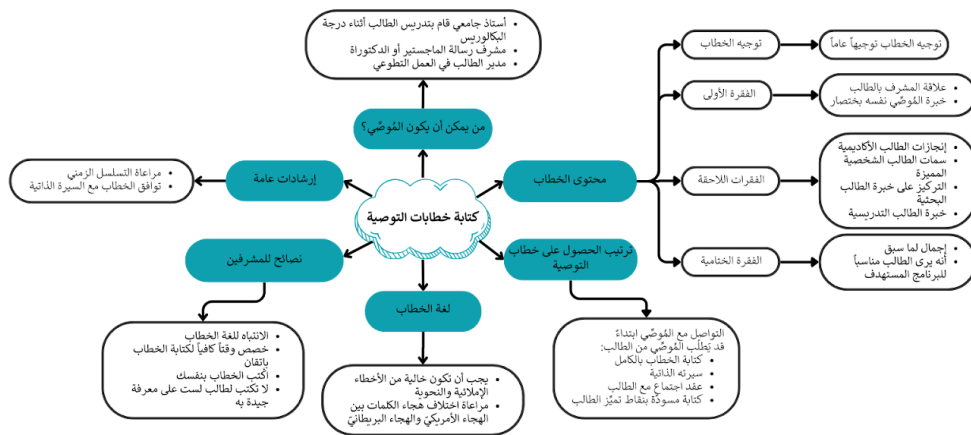 كتابة خطابات التوصية
من يمكن أن يكون المُوصِّي؟
أستاذ جامعي قام بتدريس الطالب أثناء درجة
البكالوريس
مشرف رسالة الماجستير أو الدكتوراة
مدير الطالب في العمل التطوعي
محتوى الخطاب
توجيه الخطاب
توجيه الخطاب توجيهاً عاماً
الفقرة الأولى
علاقة المشرف بالطالب
خبرة المُوصِّي نفسه بختصار
الفقرات اللاحقة
إنجازات الطالب الأكاديمية
سمات الطالب الشخصية
المميزة
التركيز على خبرة الطالب
البحثية
خبرة الطالب التدريسية
الفقرة الختامية
إجمال لما سبق
أنه يرى الطالب مناسباً
للبرنامج المستهدف
ترتيب الحصول على خطاب
التوصية
التواصل مع المُوصِّي ابتداءً
قد يَطلُب المُوصِّي من الطالب:
كتابة الخطاب بالكامل
سيرته الذاتية
عقد اجتماع مع الطالب
كتابة مسودّة بنقاط تميّز الطالب
لغة الخطاب
يجب أن تكون خالية من الأخطاء
الإملائية والنحوية
مراعاة اختلاف هجاء الكلمات بين
الهجاء الأمريكيّ والهجاء البريطانيّ
نصائح للمشرفين
الانتباه للغة الخطاب
خصص وقتاً كافياً لكتابة الخطاب
باتقان
أكتب الخطاب بنفسك
لا تكتب لطالب لست على معرفة
جيدة به
إرشادات عامة
مراعاة التسلسل الزمني
توافق الخطاب مع السيرة الذاتية